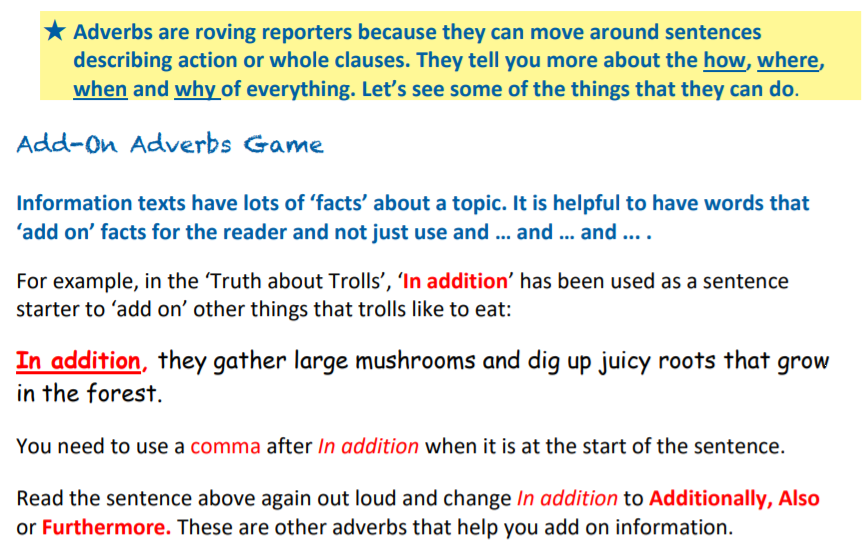 ★ Adverbs are roving reporters because they can move around sentences
describing action or whole clauses. They tell you more about the how, where,
when and why of everything. Let’s see some of the things that they can do.
Add-On Adverbs Game
Information texts have lots of ‘facts’ about a topic. It is helpful to have words that
‘add on’ facts for the reader and not just use and … and … and … .
For example, in the ‘Truth about Trolls’, ‘In addition’ has been used as a sentence
starter to ‘add on’ other things that trolls like to eat:
In addition, they gather large mushrooms and dig up juicy roots that grow
in the forest.
You need to use a comma after In addition when it is at the start of the sentence.
Read the sentence above again out loud and change In addition to Additionally, Also
or Furthermore. These are other adverbs that help you add on information.